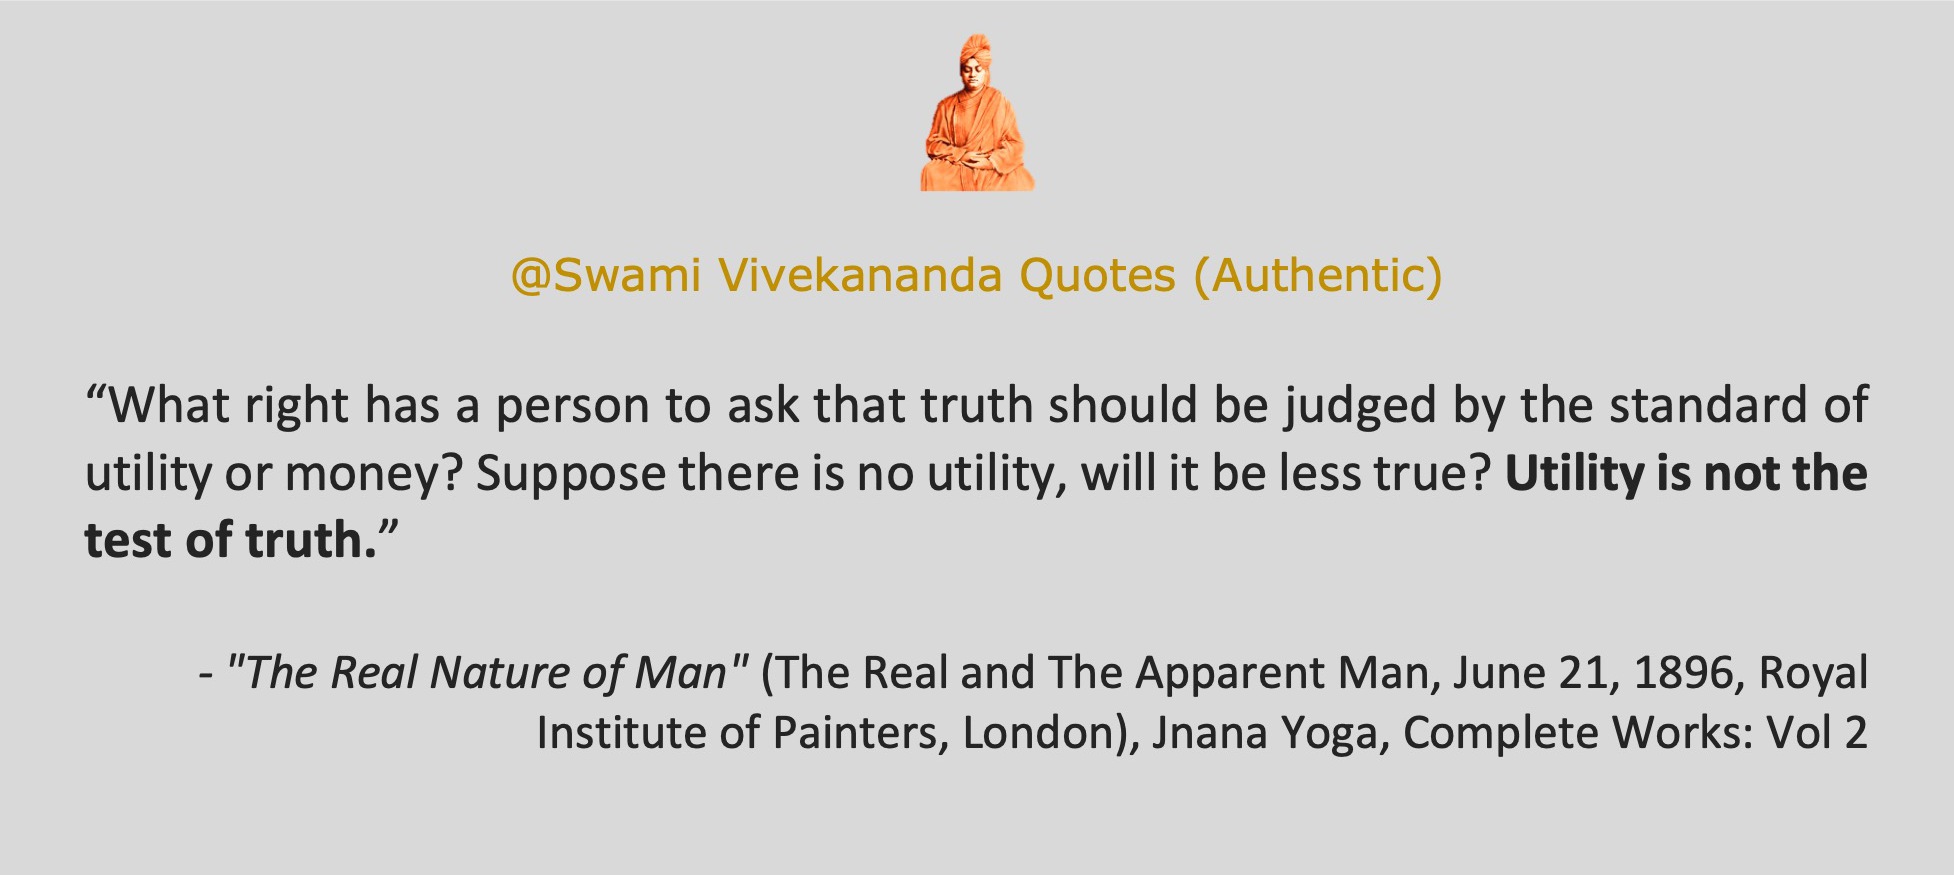 @Swami Vivekananda Quotes (Authentic)
“What right has a person to ask that truth should be judged by the standard of
utility or money? Suppose there is no utility, will it be less true? Utility is not the
test of truth.”
- "The Real Nature of Man" (The Real and The Apparent Man, June 21, 1896, Royal
Institute of Painters, London), Jnana Yoga, Complete Works: Vol 2